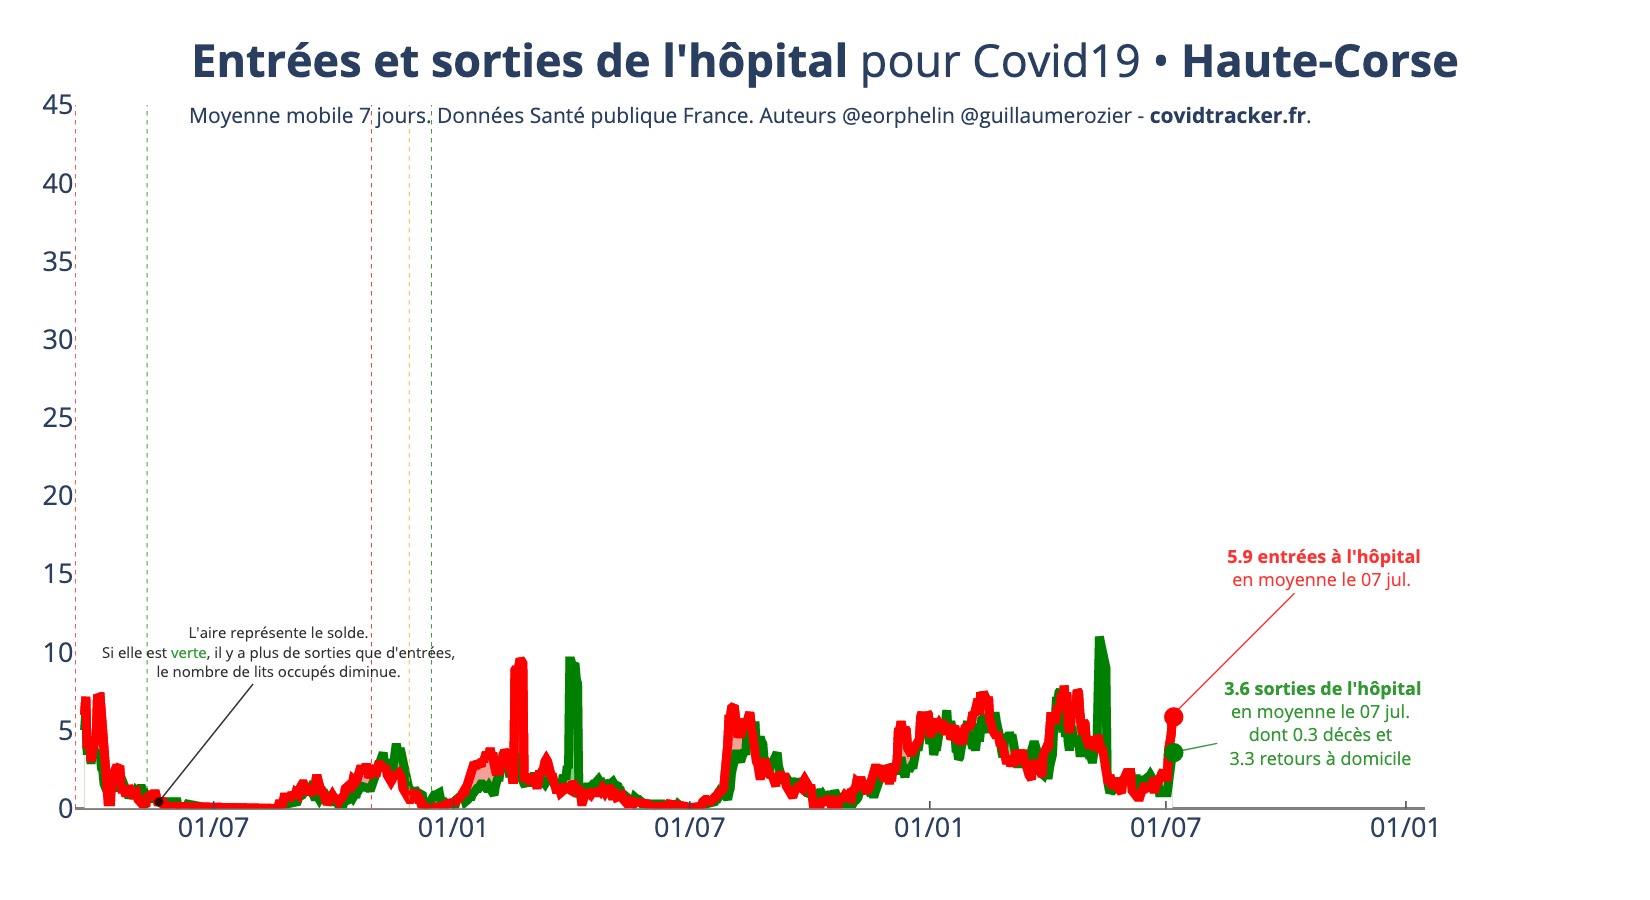 Entrées et sorties de l'hôpital pour Covid19 • Haute-Corse
Moyenne mobile 7 jours. Données Santé publique France. Auteurs @eorphelin @guillaumerozier - covidtracker.fr.
45
40
35
30
25
20
15
10
5
0
L'aire représente le solde.
Si elle est verte, il y a plus de sorties que d'entrées,
le nombre de lits occupés diminue.
5.9 entrées à l'hôpital
en moyenne le 07 jul.
3.6 sorties de l'hôpital
en moyenne le 07 jul.
dont 0.3 décès et
3.3 retours à domicile
01/07 01/01 01/07 01/01 01/07 01/01